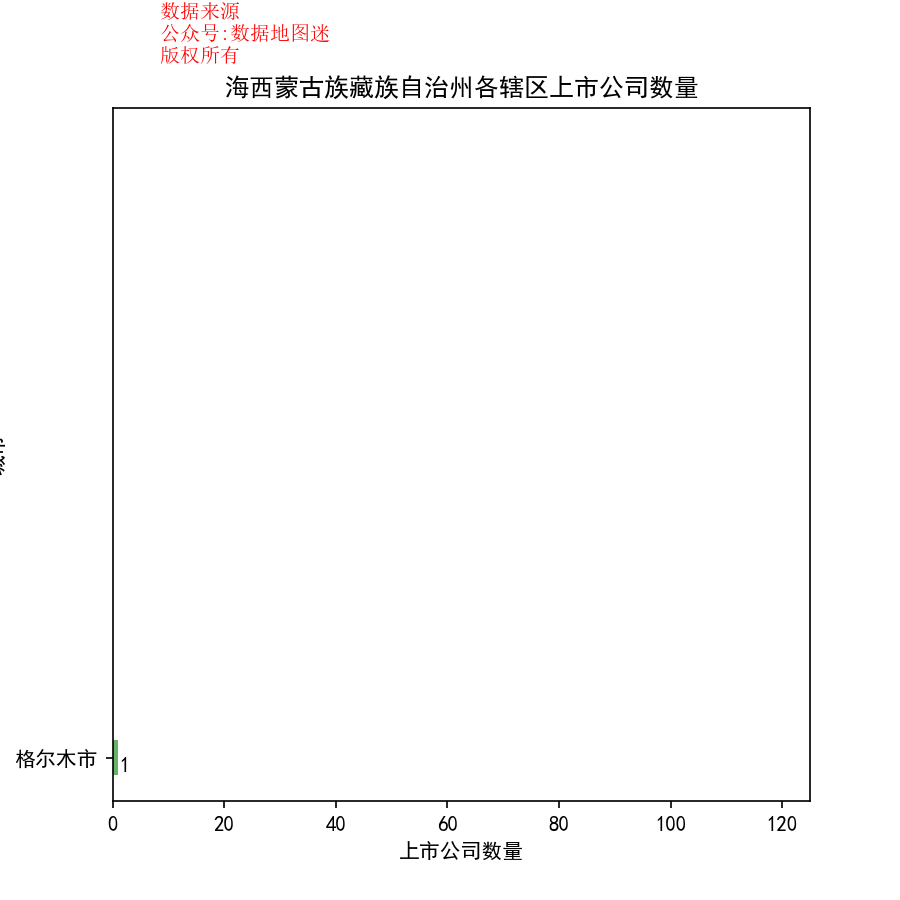 数据来源
公众号:数据地图迷
版权所有
海西蒙古族藏族自治州各辖区上市公司数量
格尔木市
1
0 20 40 60 80 100 120
上市公司数量